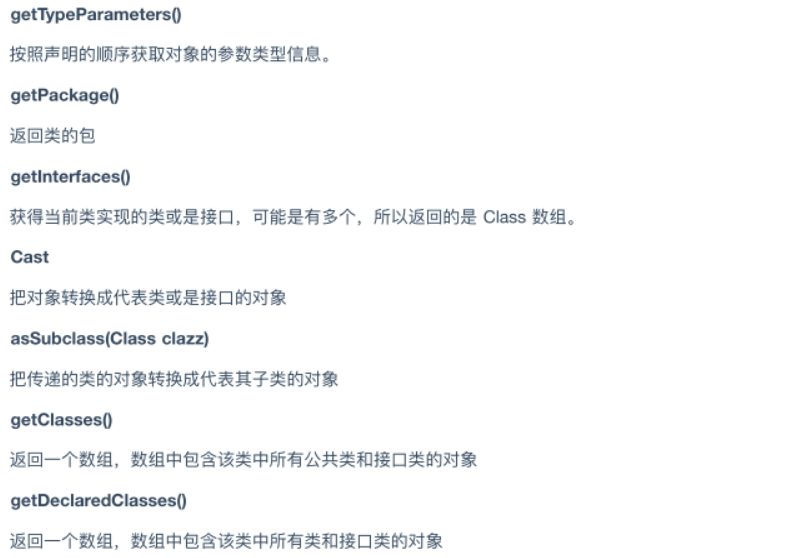 getTypeParameters()
按照声明的顺序获取对象的参数类型信息。
getPackage()
返回类的包
getInterfaces()
获得当前类实现的类或是接口，可能是有多个，所以返回的是 Class 数组。
Cast
把对象转换成代表类或是接口的对象
asSubclass(Class clazz)
把传递的类的对象转换成代表其子类的对象
getClasses()
返回一个数组，数组中包含该类中所有公共类和接口类的对象
getDeclaredClasses()
返回一个数组，数组中包含该类中所有类和接口类的对象